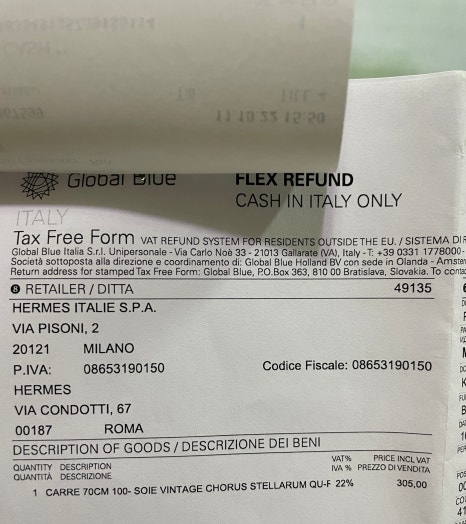 11.10.22 15.50
Global Blue
FLEX REFUND
CASH IN ITALY ONLY
ITALY
Tax Free Form VAT REFUND SYSTEM FOR RESIDENTS OUTSIDE THE EU. / SISTEMA DI
Global Blue Italia S.r.l. Unipersonale - Via Carlo Noè 33 - 21013 Gallarate (VA), Italy - T: +39 0331 1778000-
Società sottoposta alla direzione e coordinamento di: Global Blue Holland BV con sede in Olanda - Amste
Return address for stamped Tax Free Form: Global Blue, P.O.Box 363, 810 00 Bratislava, Slovakia. To conta
RETAILER / DITTA 49135
HERMES ITALIE S.P.A.
VIA PISONI, 2
20121 MILANO
P.IVA: 08653190150 Codice Fiscale: 08653190150
HERMES
VIA CONDOTTI, 67
00187 ROMA
DESCRIPTION OF GOODS / DESCRIZIONE DEI BENI
QUANTITY DESCRIPTION VAT% PRICE INCL VAT
QUANTITÀ DESCRIZIONE IVA % PREZZO DI VENDITA
1 CARRE 70CM 100- SOIE VINTAGE CHORUS STELLARUM QU-F 22% 305,00